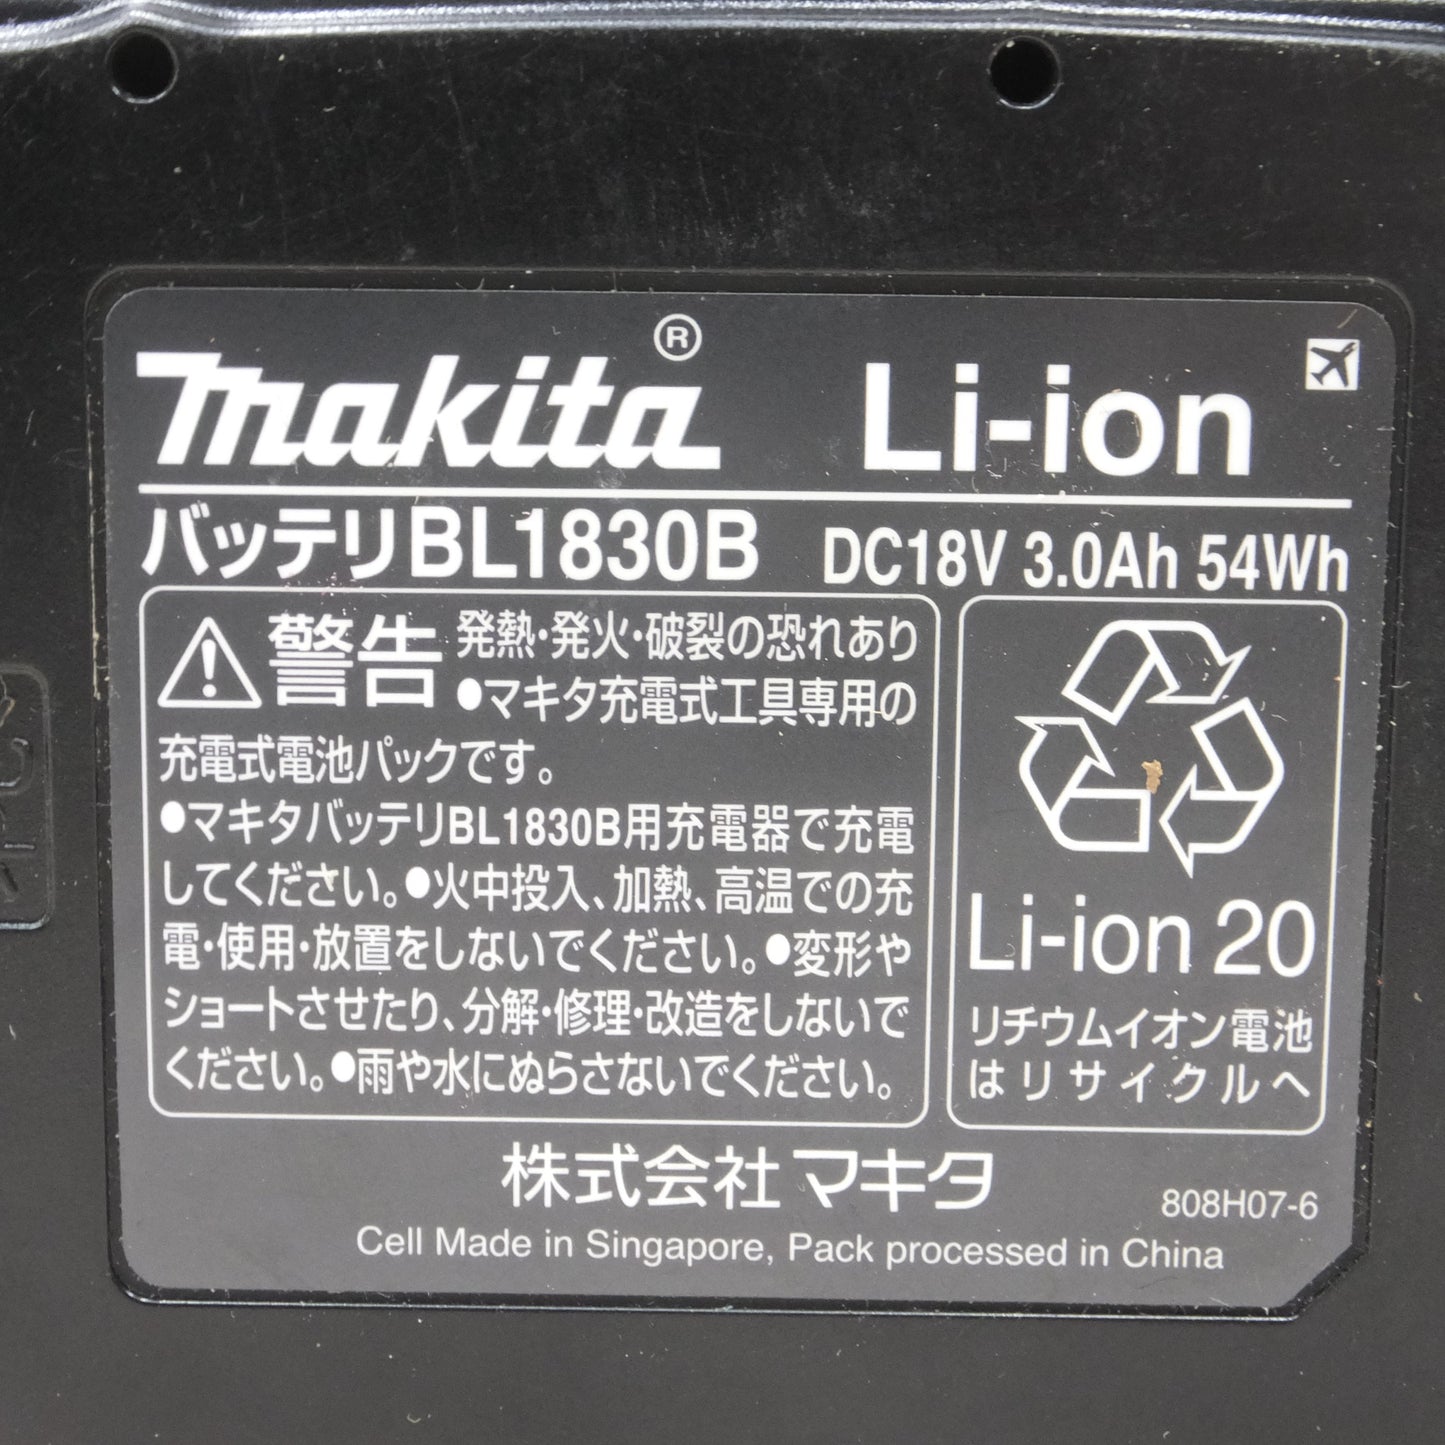 makita®
Li-ion
バッテリBL1830B DC18V 3.0Ah 54Wh
警告 発熱・発火・破裂の恐れあり
●マキタ充電式工具専用の
充電式電池パックです。
●マキタバッテリBL1830B用充電器で充電
してください。●火中投入、加熱、高温での充
電・使用・放置をしないでください。●変形や
ショートさせたり、分解・修理・改造をしないで
ください。●雨や水にぬらさないでください。
Li-ion 20
リチウムイオン電池
はリサイクルへ
株式会社マキタ
808H07-6
Cell Made in Singapore, Pack processed in China